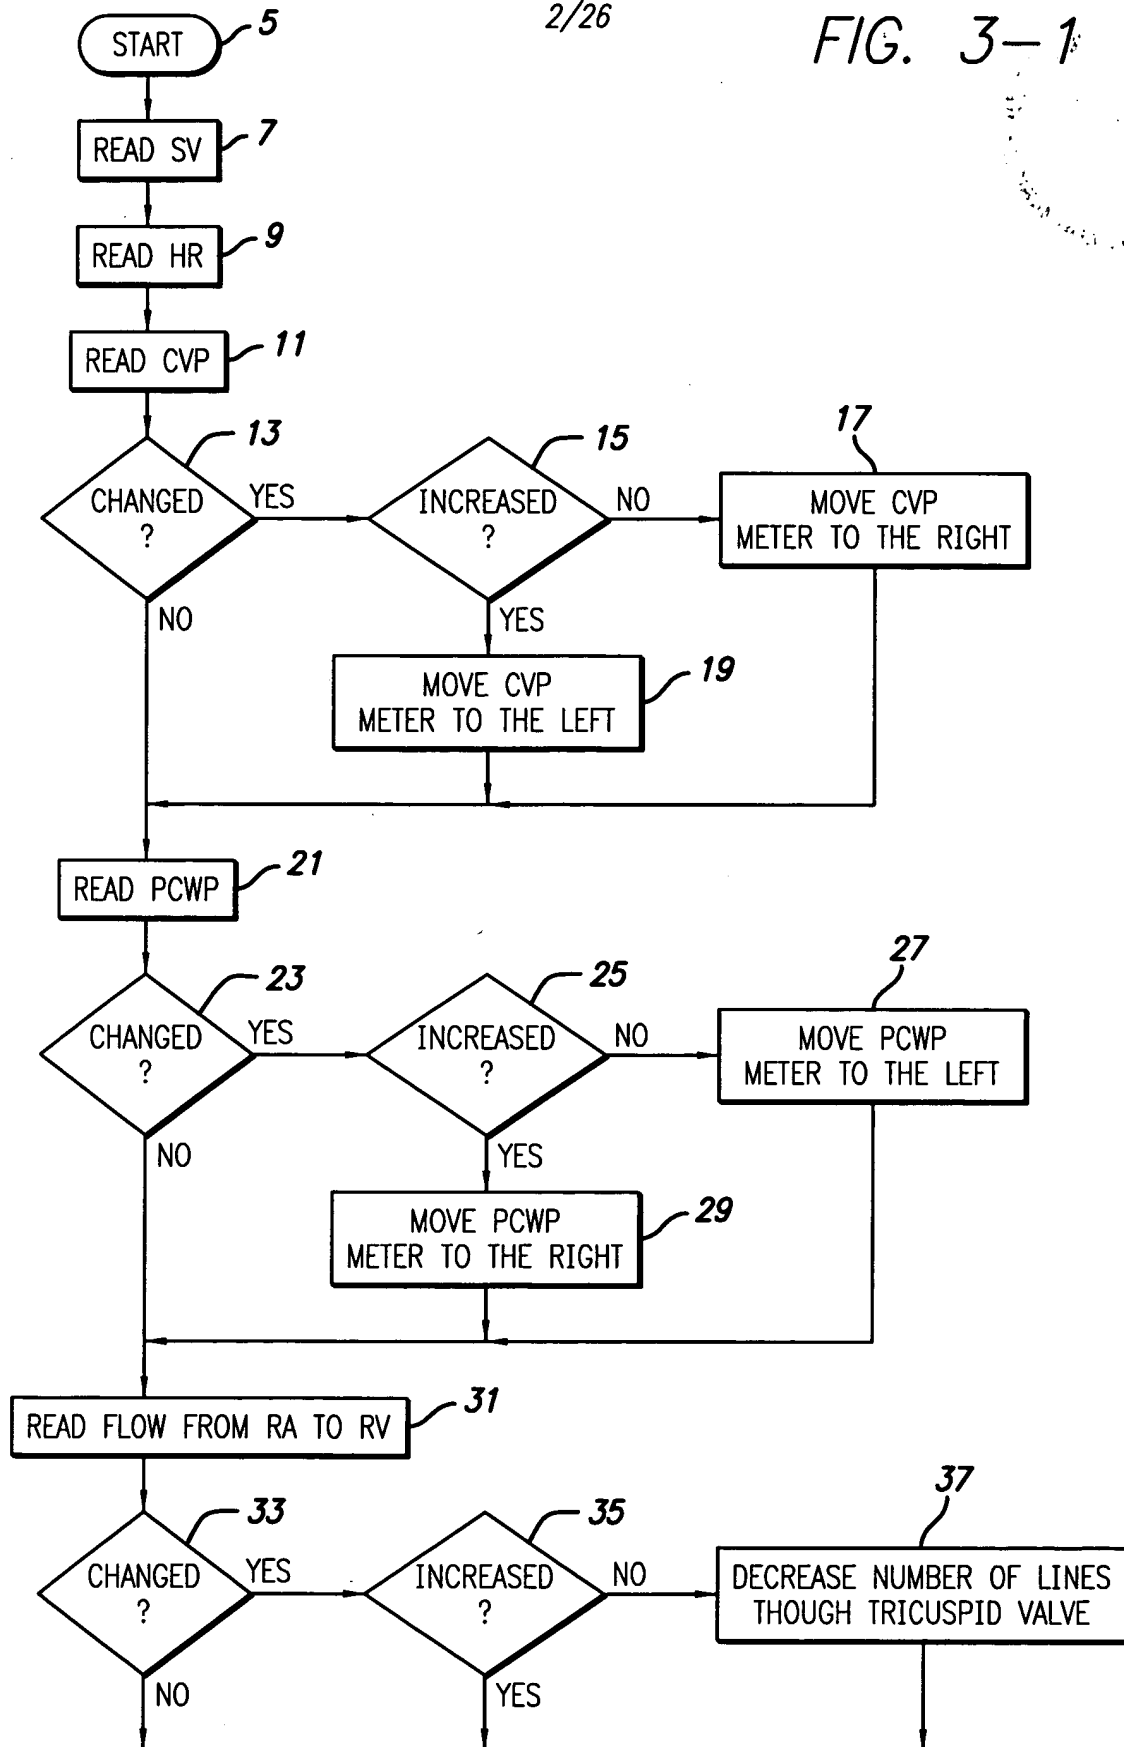 2/26
FIG. 3-1
START
5
READ SV
7
READ HR
9
READ CVP
11
CHANGED
?
13
YES
NO
INCREASED
?
15
NO
YES
17
MOVE CVP
METER TO THE RIGHT
MOVE CVP
METER TO THE LEFT
19
READ PCWP
21
CHANGED
?
23
YES
NO
INCREASED
?
25
NO
YES
27
MOVE PCWP
METER TO THE LEFT
MOVE PCWP
METER TO THE RIGHT
29
READ FLOW FROM RA TO RV
31
CHANGED
?
33
YES
NO
INCREASED
?
35
NO
YES
37
DECREASE NUMBER OF LINES
THOUGH TRICUSPID VALVE